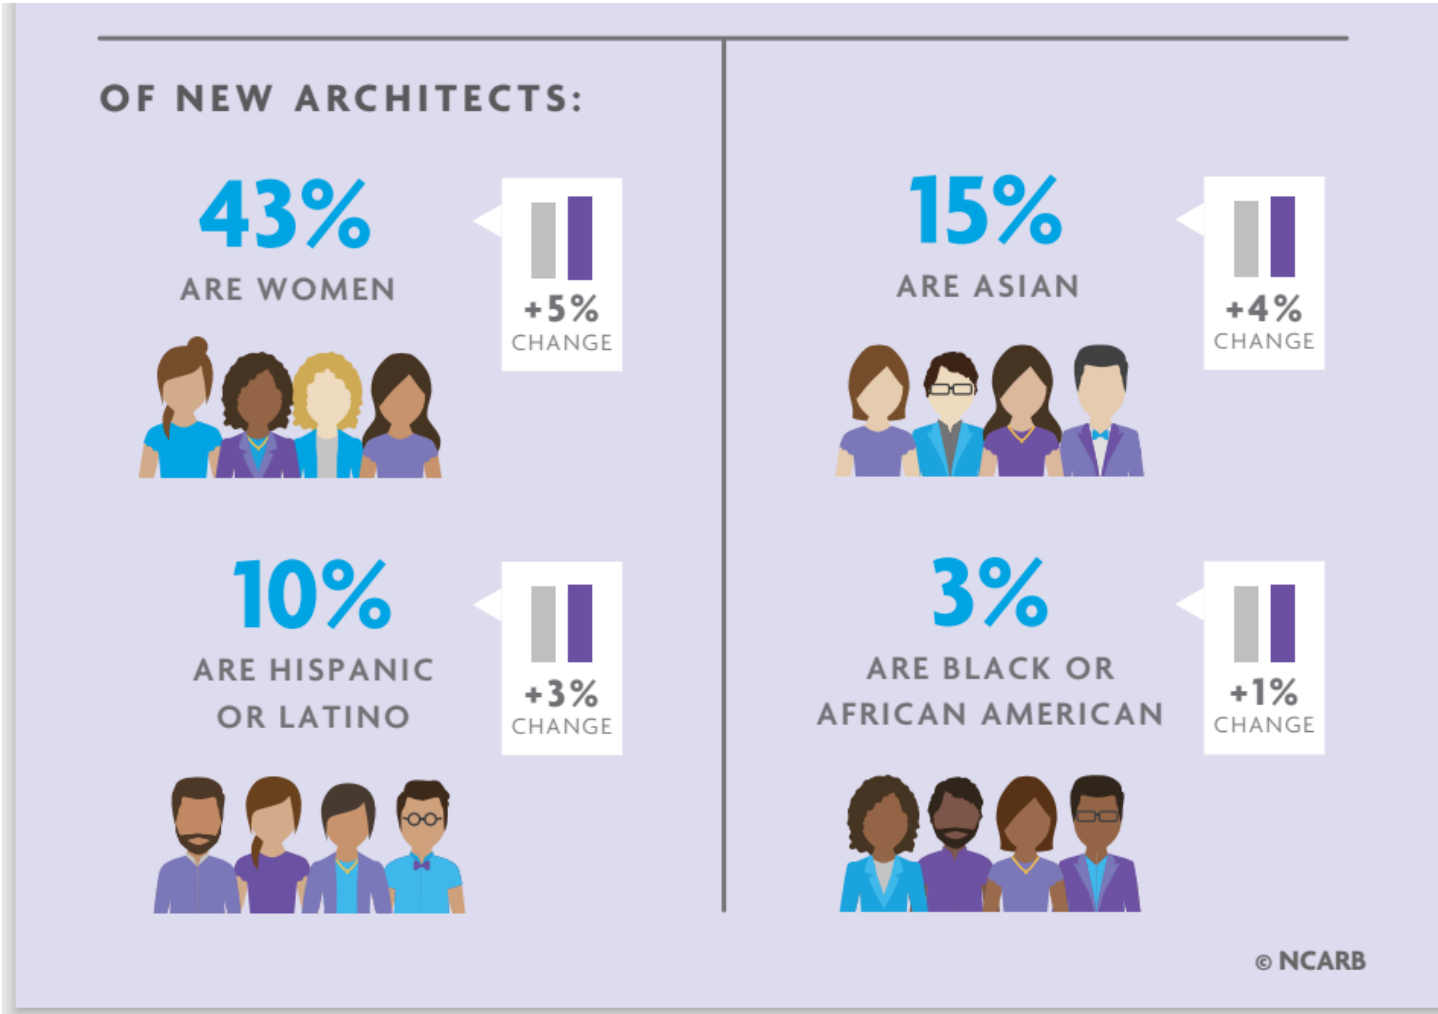 OF NEW ARCHITECTS:
43%
ARE WOMEN
+5%
CHANGE
10%
ARE HISPANIC
OR LATINO
+3%
CHANGE
15%
ARE ASIAN
+4%
CHANGE
3%
ARE BLACK OR
AFRICAN AMERICAN
+1%
CHANGE
© NCARB